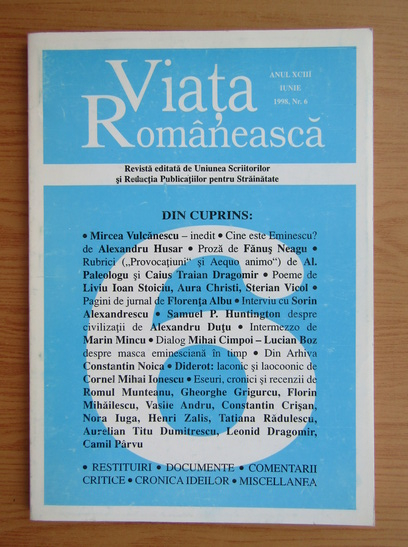 Viața
Românească
ANUL XCIII
IUNIE
1998, Nr. 6
Revistă editată de Uniunea Scriitorilor
și Redacția Publicațiilor pentru Străinătate
DIN CUPRINS:
• Mircea Vulcănescu – inedit • Cine este Eminescu?
de Alexandru Husar • Proză de Fănuș Neagu •
Rubrici („Provocațiuni” și Aequo animo”) de Al.
Paleologu și Caius Traian Dragomir • Poeme de
Liviu Ioan Stoiciu, Aura Christi, Sterian Vicol •
Pagini de jurnal de Florența Albu • Interviu cu Sorin
Alexandrescu • Samuel P. Huntington despre
civilizații de Alexandru Duțu • Intermezzo de
Marin Mincu • Dialog Mihai Cimpoi – Lucian Boz
despre masca eminesciană în timp • Din Arhiva
Constantin Noica • Diderot: laconic și laocoonic de
Cornel Mihai Ionescu • Eseuri, cronici și recenzii de
Romul Munteanu, Gheorghe Grigurcu, Florin
Mihăilescu, Vasile Andru, Constantin Crișan,
Nora Iuga, Henri Zalis, Tatiana Rădulescu,
Aurelian Titu Dumitrescu, Leonid Dragomir,
Camil Pârvu
• RESTITUIRI • DOCUMENTE • COMENTARII
CRITICE • CRONICA IDEILOR • MISCELLANEA
6